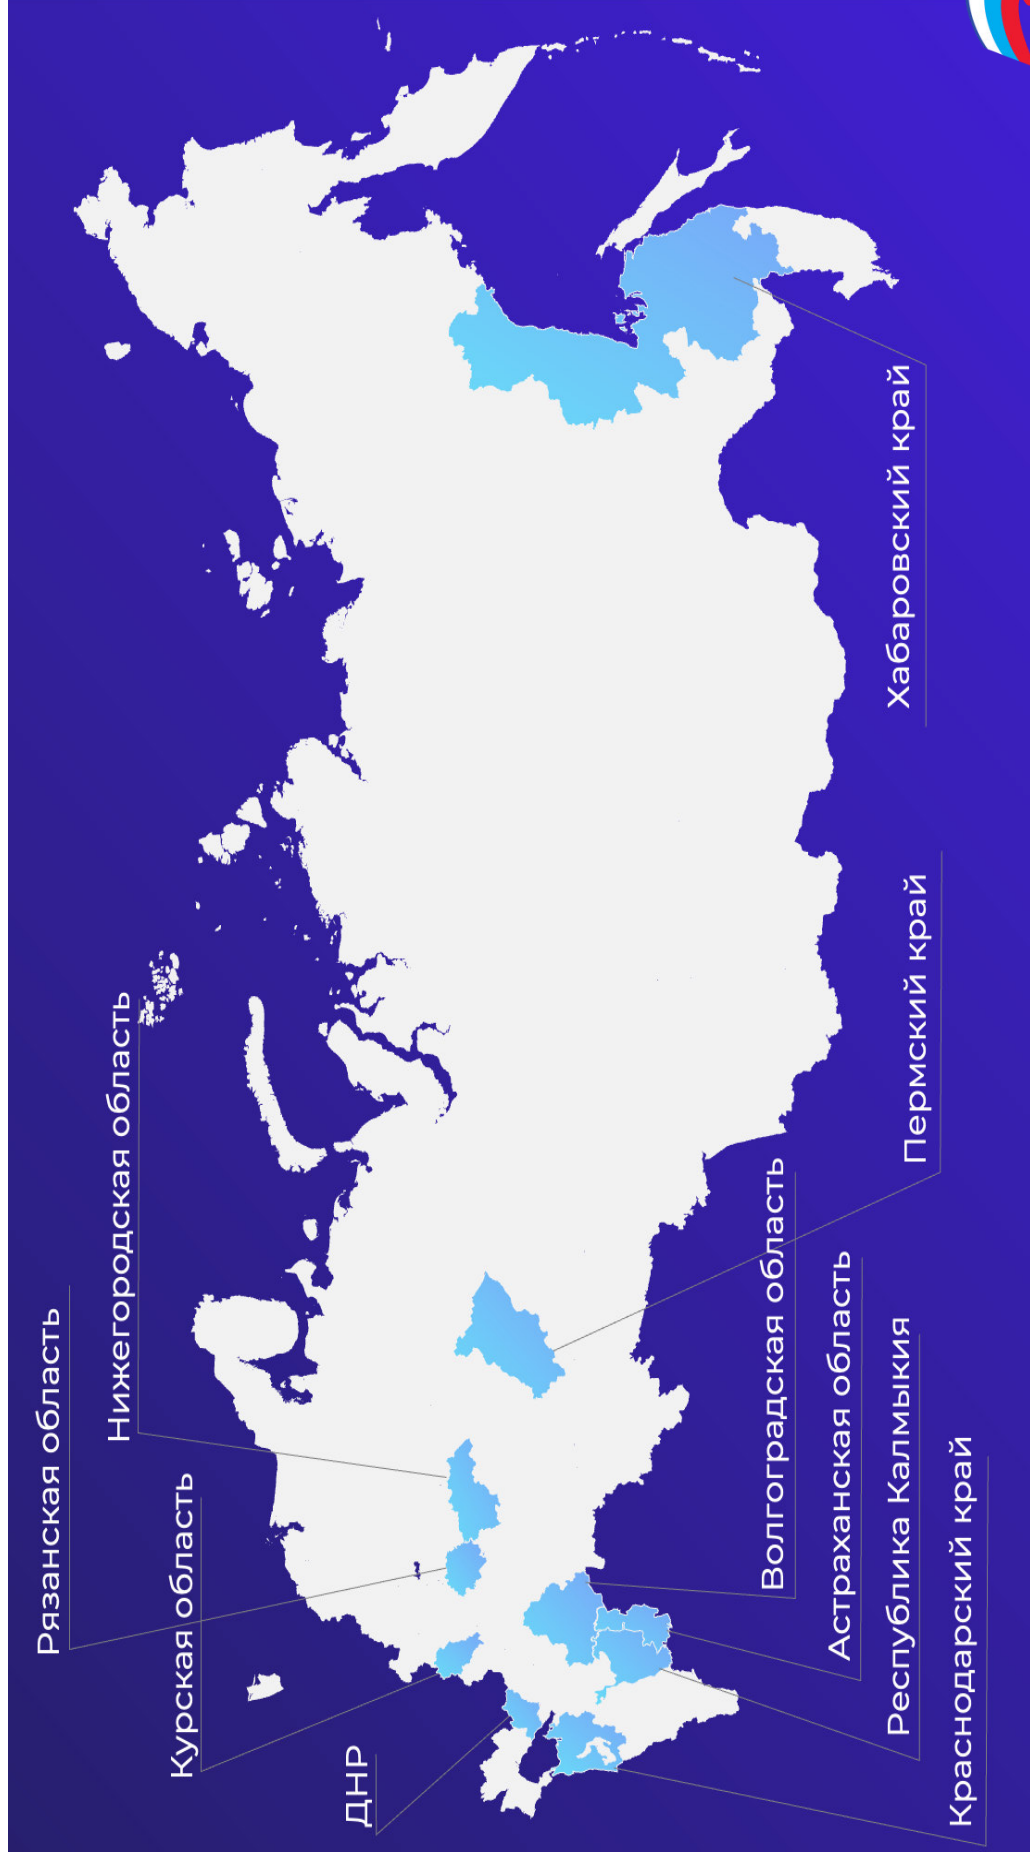 Рязанская область
Нижегородская область
Курская область
ДНР
Волгоградская область
Астраханская область
Республика Калмыкия
Краснодарский край
Пермский край
Хабаровский край